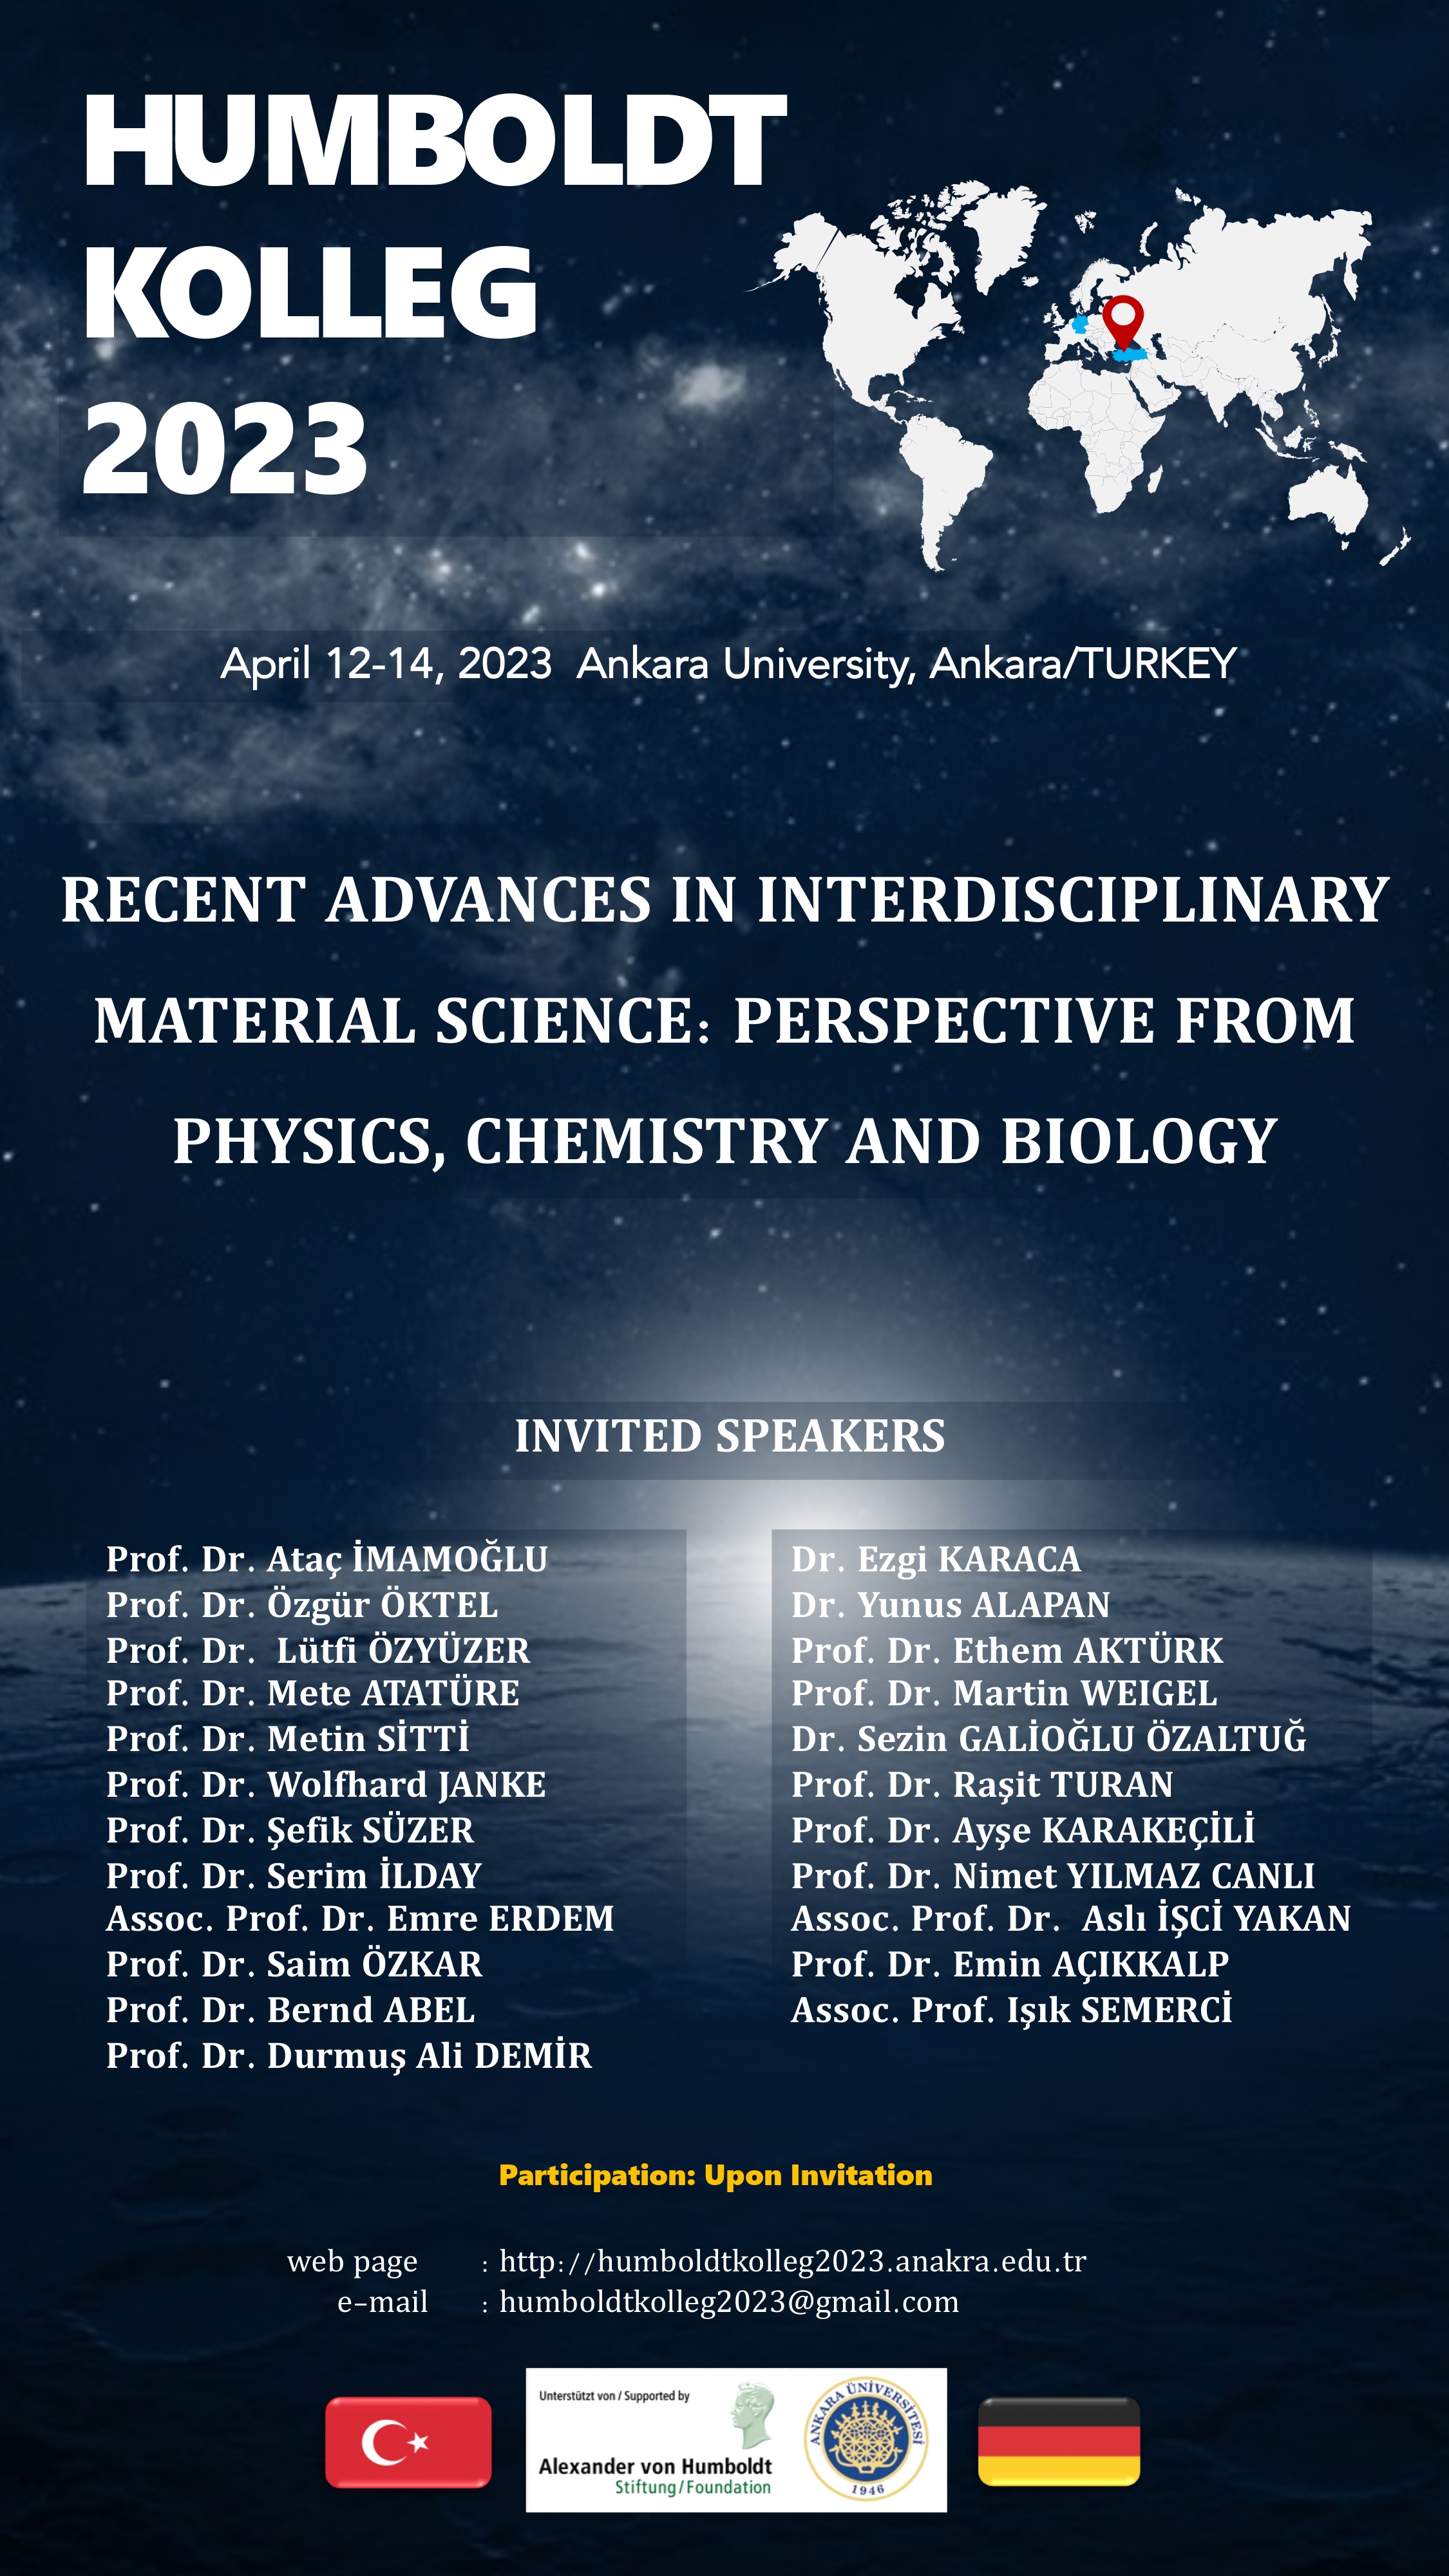 HUMBOLDT
KOLLEG
2023
April 12-14, 2023 Ankara University, Ankara/TURKEY
RECENT ADVANCES IN INTERDISCIPLINARY
MATERIAL SCIENCE: PERSPECTIVE FROM
PHYSICS, CHEMISTRY AND BIOLOGY
INVITED SPEAKERS
Prof. Dr. Ataç İMAMOĞLU
Prof. Dr. Özgür ÖKTEL
Prof. Dr. Lütfi ÖZYÜZER
Prof. Dr. Mete ATATÜRE
Prof. Dr. Metin SİTTİ
Prof. Dr. Wolfhard JANKE
Prof. Dr. Şefik SÜZER
Prof. Dr. Serim İLDAY
Assoc. Prof. Dr. Emre ERDEM
Prof. Dr. Saim ÖZKAR
Prof. Dr. Bernd ABEL
Prof. Dr. Durmuş Ali DEMİR
Dr. Ezgi KARACA
Dr. Yunus ALAPAN
Prof. Dr. Ethem AKTÜRK
Prof. Dr. Martin WEIGEL
Dr. Sezin GALİOĞLU ÖZALTUĞ
Prof. Dr. Raşit TURAN
Prof. Dr. Ayşe KARAKEÇİLİ
Prof. Dr. Nimet YILMAZ CANLI
Assoc. Prof. Dr. Aslı İŞCİ YAKAN
Prof. Dr. Emin AÇIKKALP
Assoc. Prof. Işık SEMERCİ
Participation: Upon Invitation
web page : http://humboldtkolleg2023.anakra.edu.tr
e-mail : humboldtkolleg2023@gmail.com
Unterstützt von / Supported by
Alexander von Humboldt
Stiftung/Foundation
ANKARA ÜNİVERSİTESİ
1946